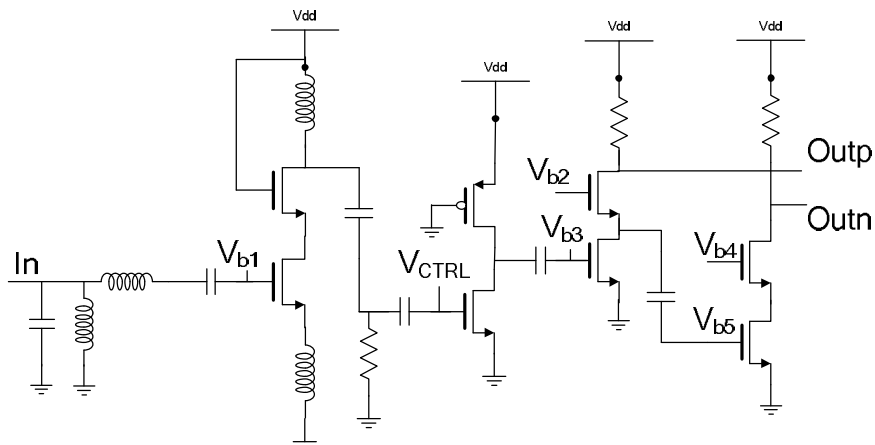 Vdd
Vdd
Vdd
Vdd
Outp
Vb2
Outn
Vb1
Vb3
Vb4
In
VCTRL
Vb5